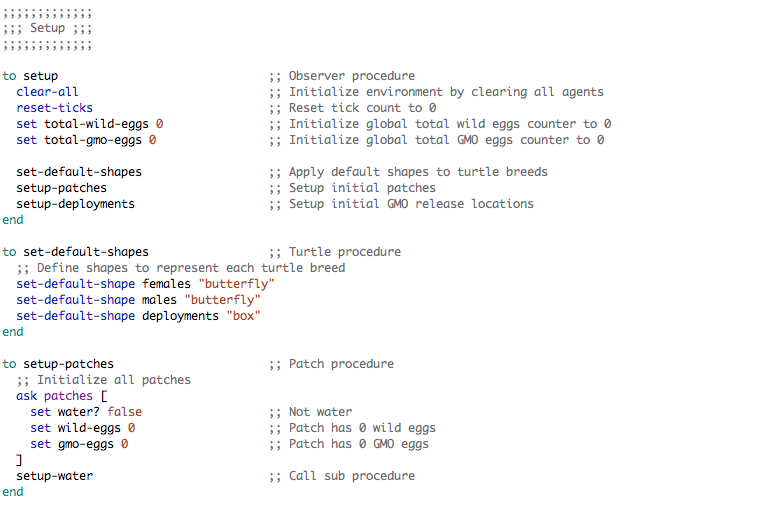 ;;;;;;;;;;;;;
;;; Setup ;;;
;;;;;;;;;;;;;

to setup                              ;; Observer procedure
  clear-all                           ;; Initialize environment by clearing all agents
  reset-ticks                         ;; Reset tick count to 0
  set total-wild-eggs 0               ;; Initialize global total wild eggs counter to 0
  set total-gmo-eggs 0                ;; Initialize global total GMO eggs counter to 0

  set-default-shapes                  ;; Apply default shapes to turtle breeds
  setup-patches                       ;; Setup initial patches
  setup-deployments                   ;; Setup initial GMO release locations
end

to set-default-shapes                 ;; Turtle procedure
  ;; Define shapes to represent each turtle breed
  set-default-shape females "butterfly"
  set-default-shape males "butterfly"
  set-default-shape deployments "box"
end

to setup-patches                      ;; Patch procedure
  ;; Initialize all patches
  ask patches [
    set water? false                  ;; Not water
    set wild-eggs 0                   ;; Patch has 0 wild eggs
    set gmo-eggs 0                    ;; Patch has 0 GMO eggs
  ]
  setup-water                         ;; Call sub procedure
end